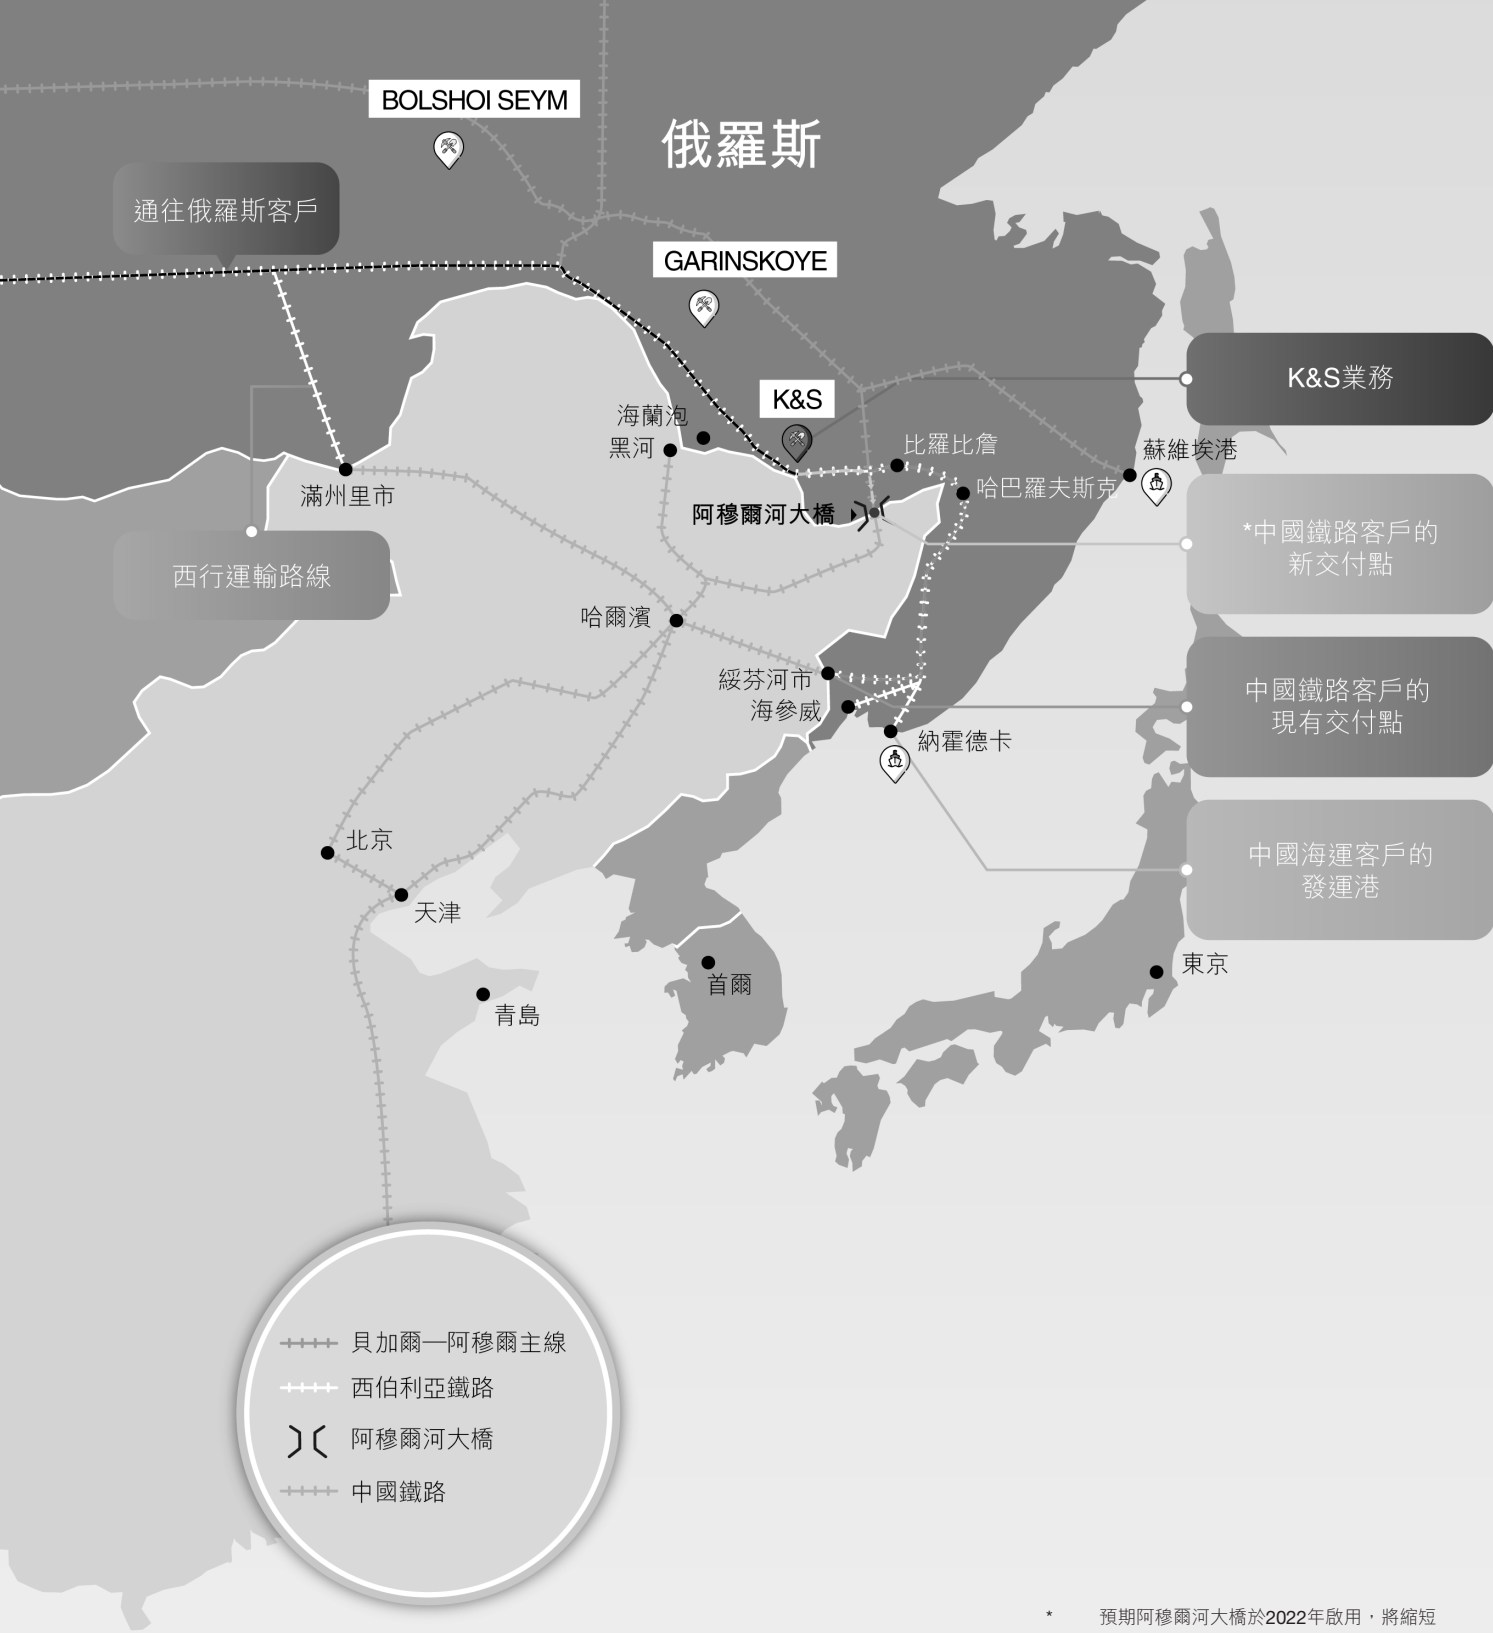 BOLSHOI SEYM
俄羅斯
通往俄羅斯客戶
GARINSKOYE
K&S業務
K&S
海蘭泡
黑河
比羅比詹
蘇維埃港
滿州里市
哈巴羅夫斯克
阿穆爾河大橋
*中國鐵路客戶的
新交付點
西行運輸路線
哈爾濱
綏芬河市
海參威
中國鐵路客戶的
現有交付點
納霍德卡
北京
中國海運客戶的
發運港
天津
東京
首爾
青島
貝加爾—阿穆爾主線
西伯利亞鐵路
阿穆爾河大橋
中國鐵路
* 預期阿穆爾河大橋於2022年啟用，將縮短